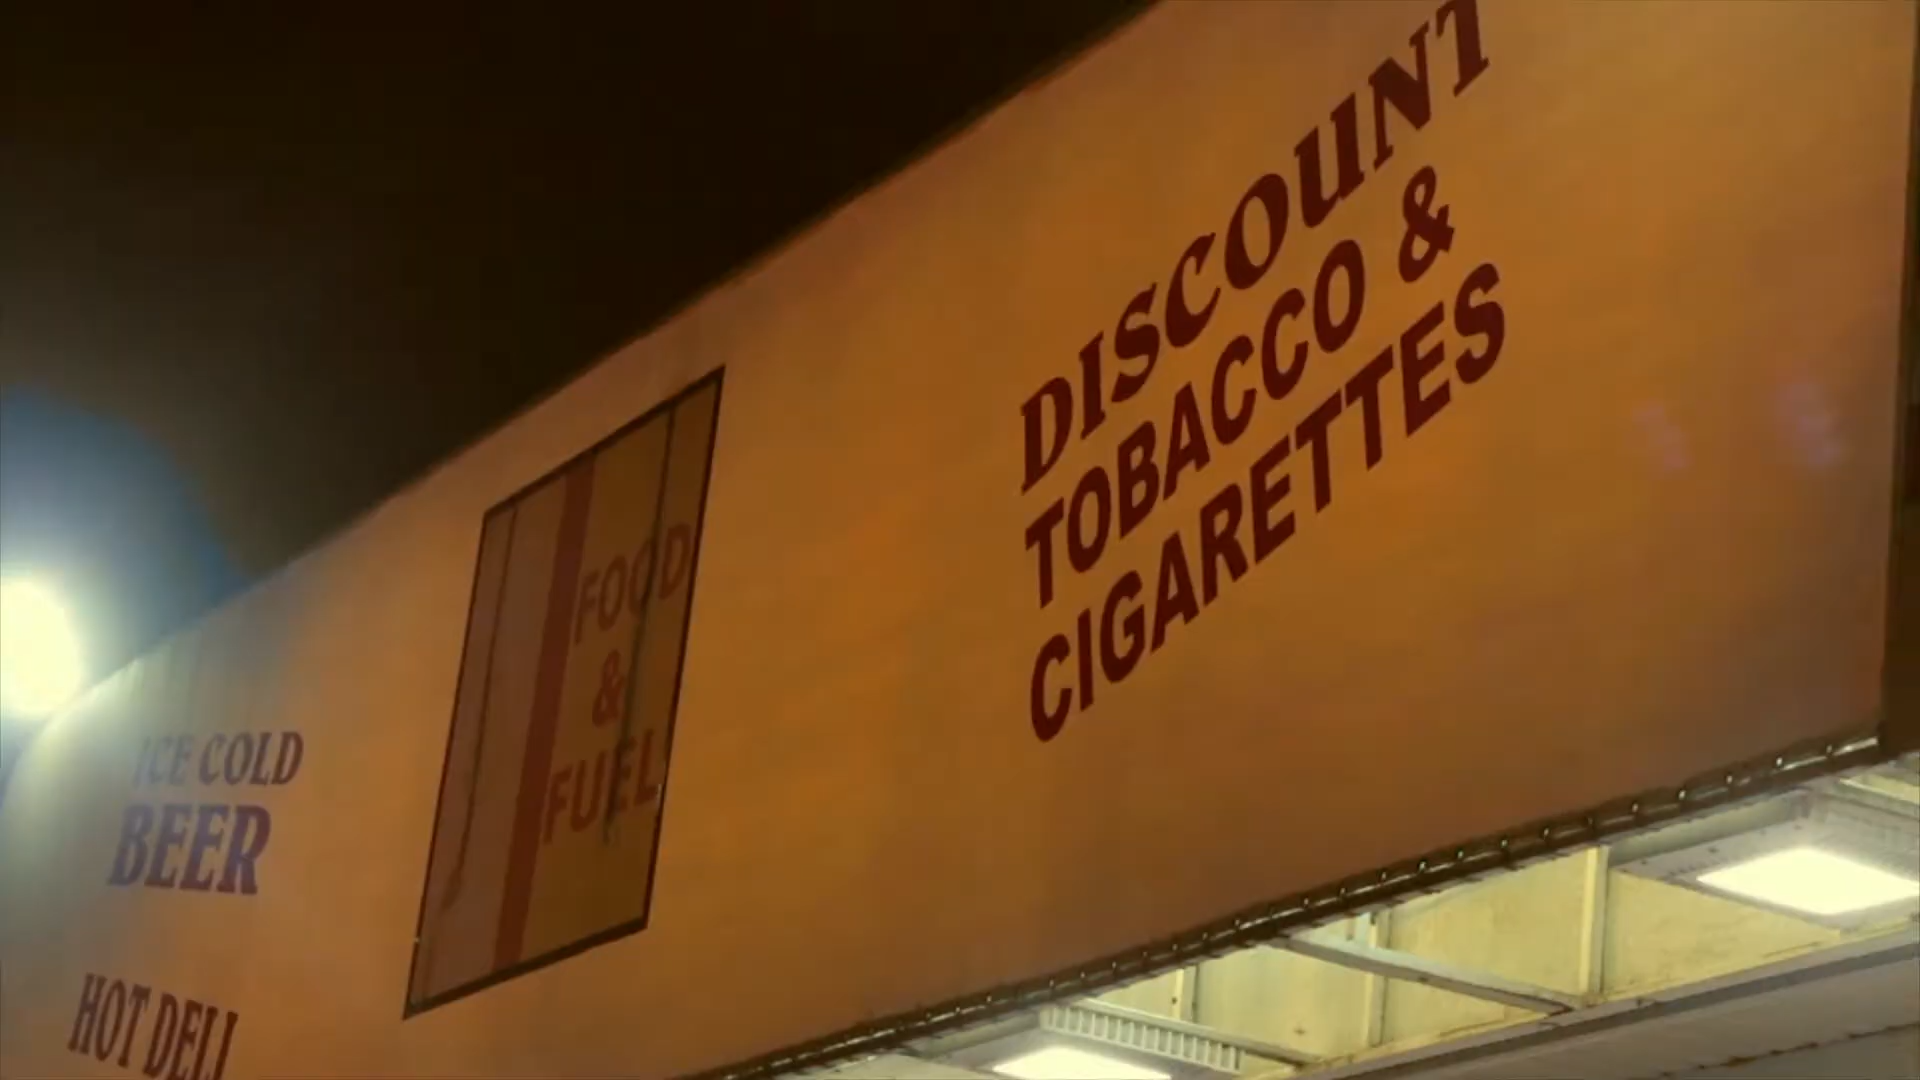 ICE COLD
BEER
HOT DELI
FOOD
&
FUEL
DISCOUNT
TOBACCO &
CIGARETTES